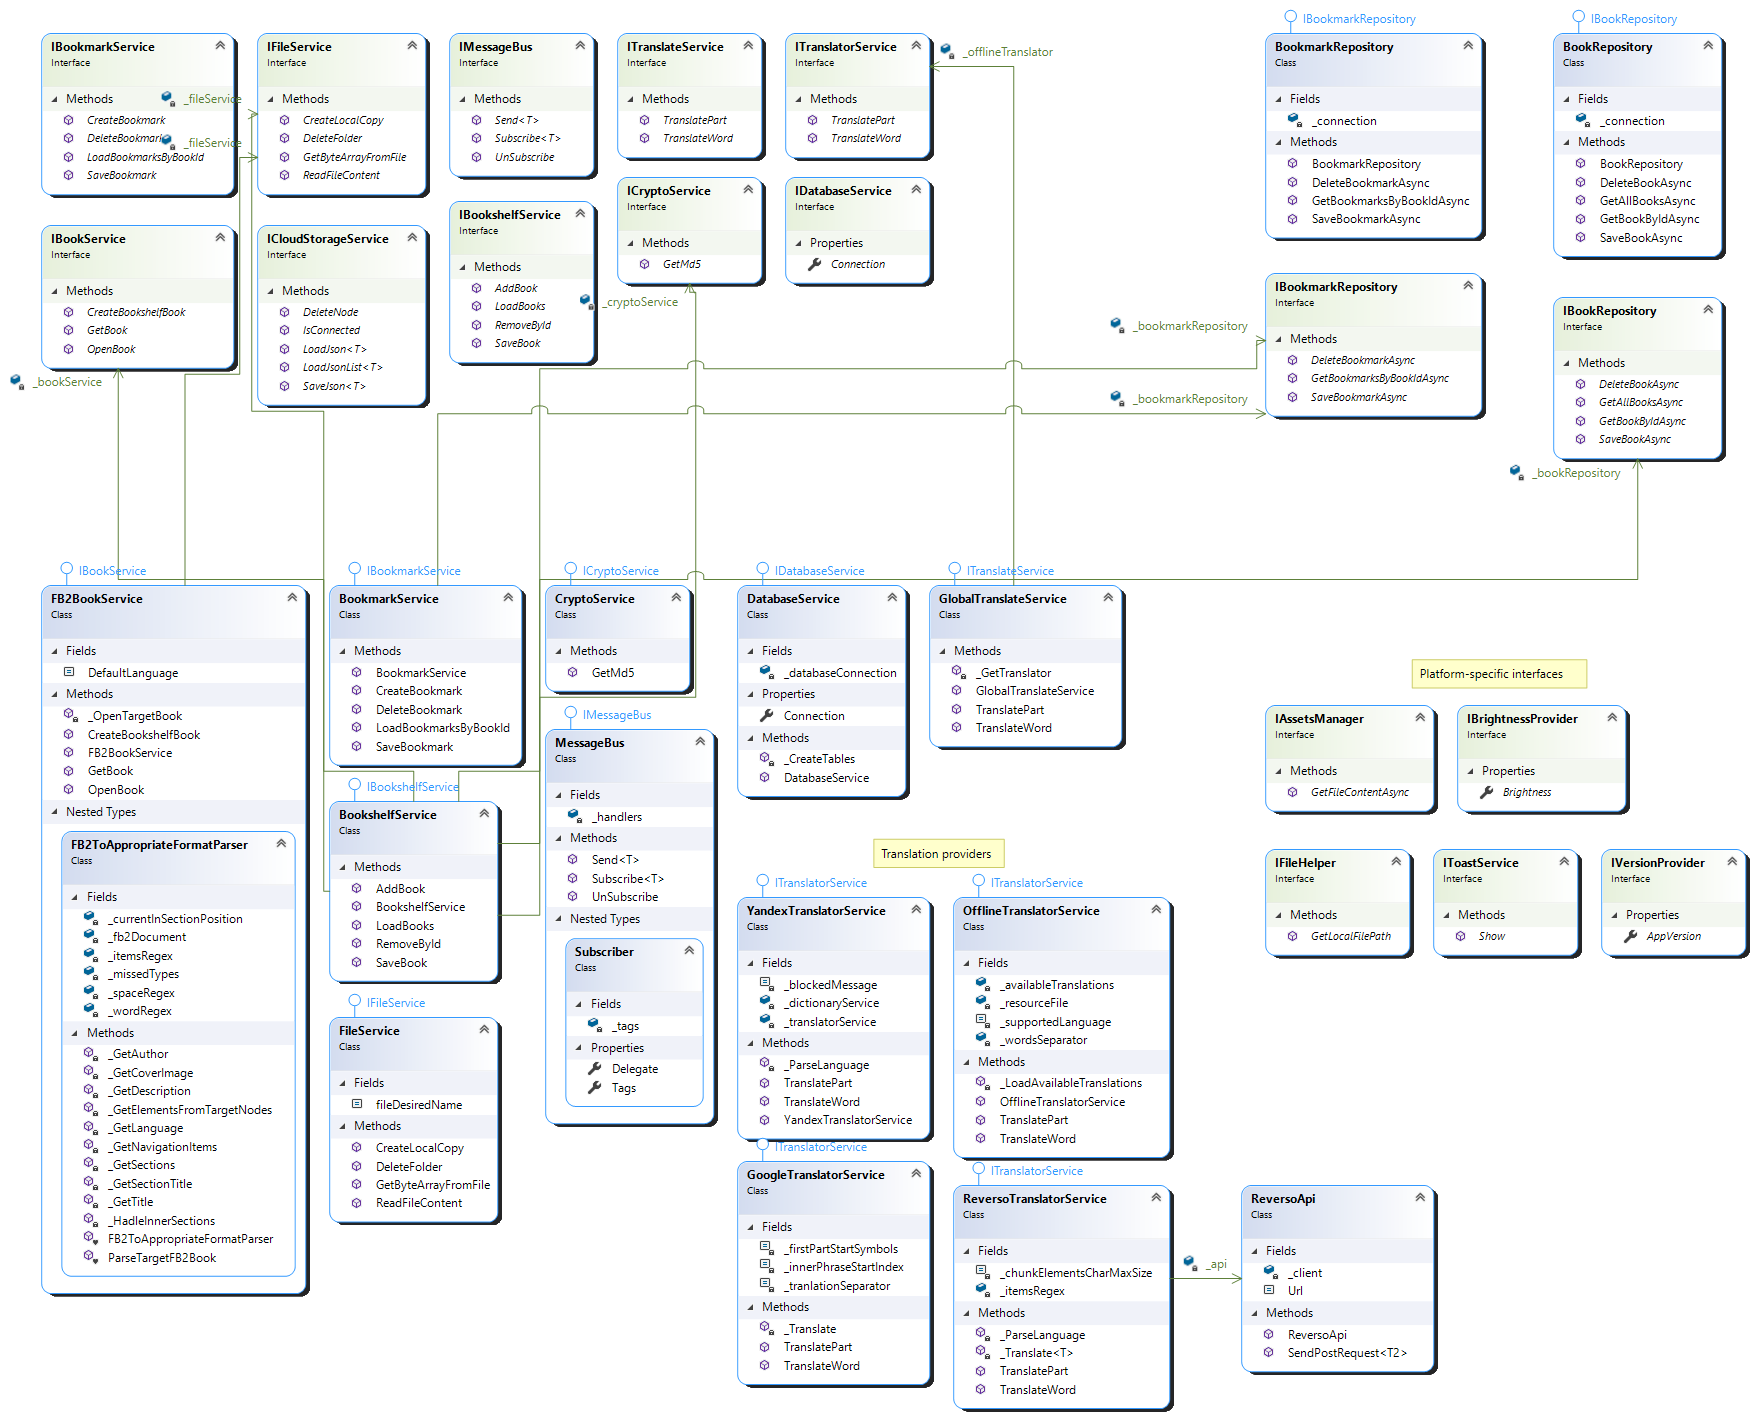 IBookmarkService
Interface
Methods
CreateBookmark
DeleteBookmark
LoadBookmarksByBookId
SaveBookmark
_fileService
_fileService
IFileService
Interface
Methods
CreateLocalCopy
DeleteFolder
GetByteArrayFromFile
ReadFileContent
IMessageBus
Interface
Methods
Send<T>
Subscribe<T>
UnSubscribe
ITranslateService
Interface
Methods
TranslatePart
TranslateWord
ITranslatorService
Interface
Methods
TranslatePart
TranslateWord
_offlineTranslator
IBookmarkRepository
BookmarkRepository
Class
Fields
_connection
Methods
BookmarkRepository
DeleteBookmarkAsync
GetBookmarksByBookIdAsync
SaveBookmarkAsync
IBookRepository
BookRepository
Class
Fields
_connection
Methods
BookRepository
DeleteBookAsync
GetAllBooksAsync
GetBookByIdAsync
SaveBookAsync
IBookService
Interface
Methods
CreateBookshelfBook
GetBook
OpenBook
_bookService
ICloudStorageService
Interface
Methods
DeleteNode
IsConnected
LoadJson<T>
LoadJsonList<T>
SaveJson<T>
IBookshelfService
Interface
Methods
AddBook
LoadBooks
RemoveById
SaveBook
ICryptoService
Interface
Methods
GetMd5
_cryptoService
IDatabaseService
Interface
Properties
Connection
_bookmarkRepository
_bookmarkRepository
IBookmarkRepository
Interface
Methods
DeleteBookmarkAsync
GetBookmarksByBookIdAsync
SaveBookmarkAsync
IBookRepository
Interface
Methods
DeleteBookAsync
GetAllBooksAsync
GetBookByIdAsync
SaveBookAsync
_bookRepository
IBookService
FB2BookService
Class
Fields
DefaultLanguage
Methods
_OpenTargetBook
CreateBookshelfBook
FB2BookService
GetBook
OpenBook
Nested Types
FB2ToAppropriateFormatParser
Class
Fields
_currentInSectionPosition
_fb2Document
_itemsRegex
_missedTypes
_spaceRegex
_wordRegex
Methods
_GetAuthor
_GetCoverImage
_GetDescription
_GetElementsFromTargetNodes
_GetLanguage
_GetNavigationItems
_GetSections
_GetSectionTitle
_GetTitle
_HadleInnerSections
FB2ToAppropriateFormatParser
ParseTargetFB2Book
IBookmarkService
BookmarkService
Class
Methods
BookmarkService
CreateBookmark
DeleteBookmark
LoadBookmarksByBookId
SaveBookmark
IBookshelfService
BookshelfService
Class
Methods
AddBook
BookshelfService
LoadBooks
RemoveById
SaveBook
IFileService
FileService
Class
Fields
fileDesiredName
Methods
CreateLocalCopy
DeleteFolder
GetByteArrayFromFile
ReadFileContent
ICryptoService
CryptoService
Class
Methods
GetMd5
IMessageBus
MessageBus
Class
Fields
_handlers
Methods
Send<T>
Subscribe<T>
UnSubscribe
Nested Types
Subscriber
Class
Fields
_tags
Properties
Delegate
Tags
IDatabaseService
DatabaseService
Class
Fields
_databaseConnection
Properties
Connection
Methods
_CreateTables
DatabaseService
ITranslateService
GlobalTranslateService
Class
Methods
_GetTranslator
GlobalTranslateService
TranslatePart
TranslateWord
Translation providers
ITranslatorService
YandexTranslatorService
Class
Fields
_blockedMessage
_dictionaryService
_translatorService
Methods
_ParseLanguage
TranslatePart
TranslateWord
YandexTranslatorService
ITranslatorService
OfflineTranslatorService
Class
Fields
_availableTranslations
_resourceFile
_supportedLanguage
_wordsSeparator
Methods
_LoadAvailableTranslations
OfflineTranslatorService
TranslatePart
TranslateWord
ITranslatorService
GoogleTranslatorService
Class
Fields
_firstPartStartSymbols
_innerPhraseStartIndex
_tranlationSeparator
Methods
_Translate
TranslatePart
TranslateWord
ITranslatorService
ReversoTranslatorService
Class
Fields
_chunkElementsCharMaxSize
_itemsRegex
Methods
_ParseLanguage
_Translate<T>
TranslatePart
TranslateWord
_api
ReversoApi
Class
Fields
_client
Url
Methods
ReversoApi
SendPostRequest<T2>
Platform-specific interfaces
IAssetsManager
Interface
Methods
GetFileContentAsync
IBrightnessProvider
Interface
Properties
Brightness
IFileHelper
Interface
Methods
GetLocalFilePath
IToastService
Interface
Methods
Show
IVersionProvider
Interface
Properties
AppVersion